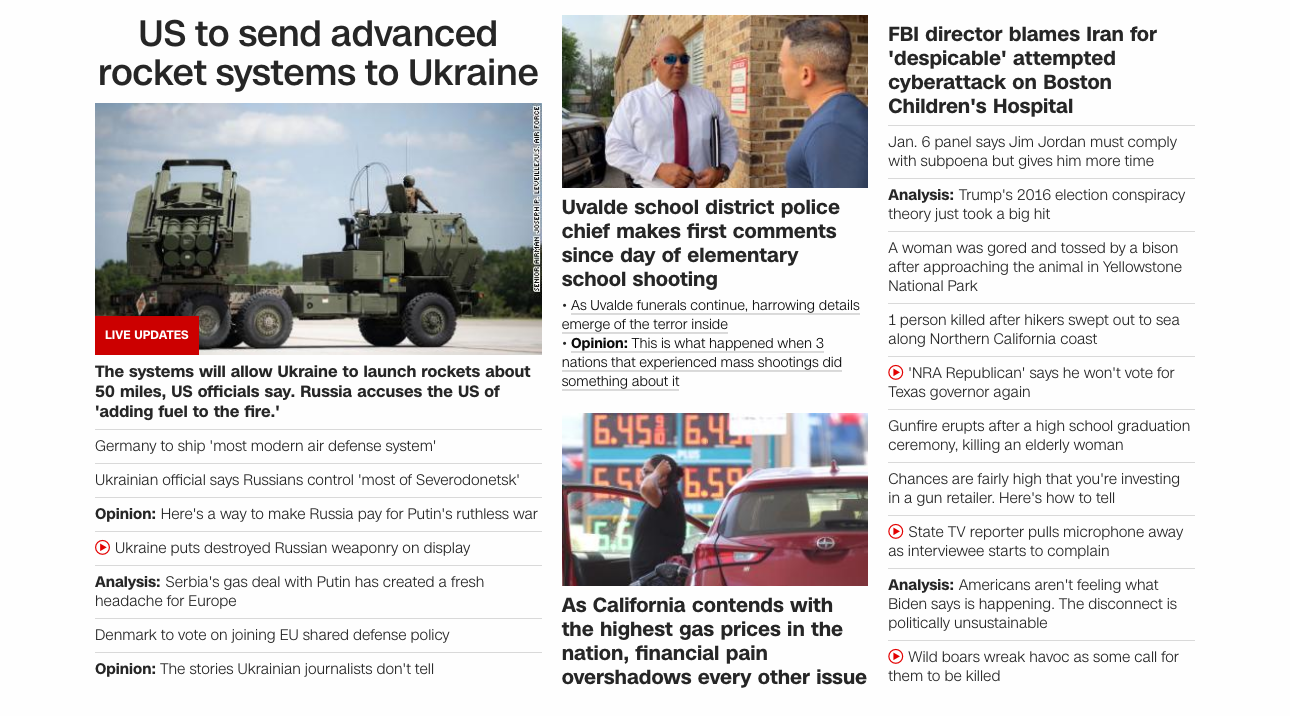 US to send advanced
rocket systems to Ukraine
SENIOR AIRMAN JOSEPH P. LEVEILLE/U.S. AIR FORCE
LIVE UPDATES
The systems will allow Ukraine to launch rockets about
50 miles, US officials say. Russia accuses the US of
'adding fuel to the fire.'
Germany to ship 'most modern air defense system'
Ukrainian official says Russians control 'most of Severodonetsk'
Opinion: Here's a way to make Russia pay for Putin's ruthless war
Ukraine puts destroyed Russian weaponry on display
Analysis: Serbia's gas deal with Putin has created a fresh
headache for Europe
Denmark to vote on joining EU shared defense policy
Opinion: The stories Ukrainian journalists don't tell
Uvalde school district police
chief makes first comments
since day of elementary
school shooting
• As Uvalde funerals continue, harrowing details
emerge of the terror inside
• Opinion: This is what happened when 3
nations that experienced mass shootings did
something about it
6.45 6.45
PLUS
6.59
As California contends with
the highest gas prices in the
nation, financial pain
overshadows every other issue
FBI director blames Iran for
'despicable' attempted
cyberattack on Boston
Children's Hospital
Jan. 6 panel says Jim Jordan must comply
with subpoena but gives him more time
Analysis: Trump's 2016 election conspiracy
theory just took a big hit
A woman was gored and tossed by a bison
after approaching the animal in Yellowstone
National Park
1 person killed after hikers swept out to sea
along Northern California coast
'NRA Republican' says he won't vote for
Texas governor again
Gunfire erupts after a high school graduation
ceremony, killing an elderly woman
Chances are fairly high that you're investing
in a gun retailer. Here's how to tell
State TV reporter pulls microphone away
as interviewee starts to complain
Analysis: Americans aren't feeling what
Biden says is happening. The disconnect is
politically unsustainable
Wild boars wreak havoc as some call for
them to be killed